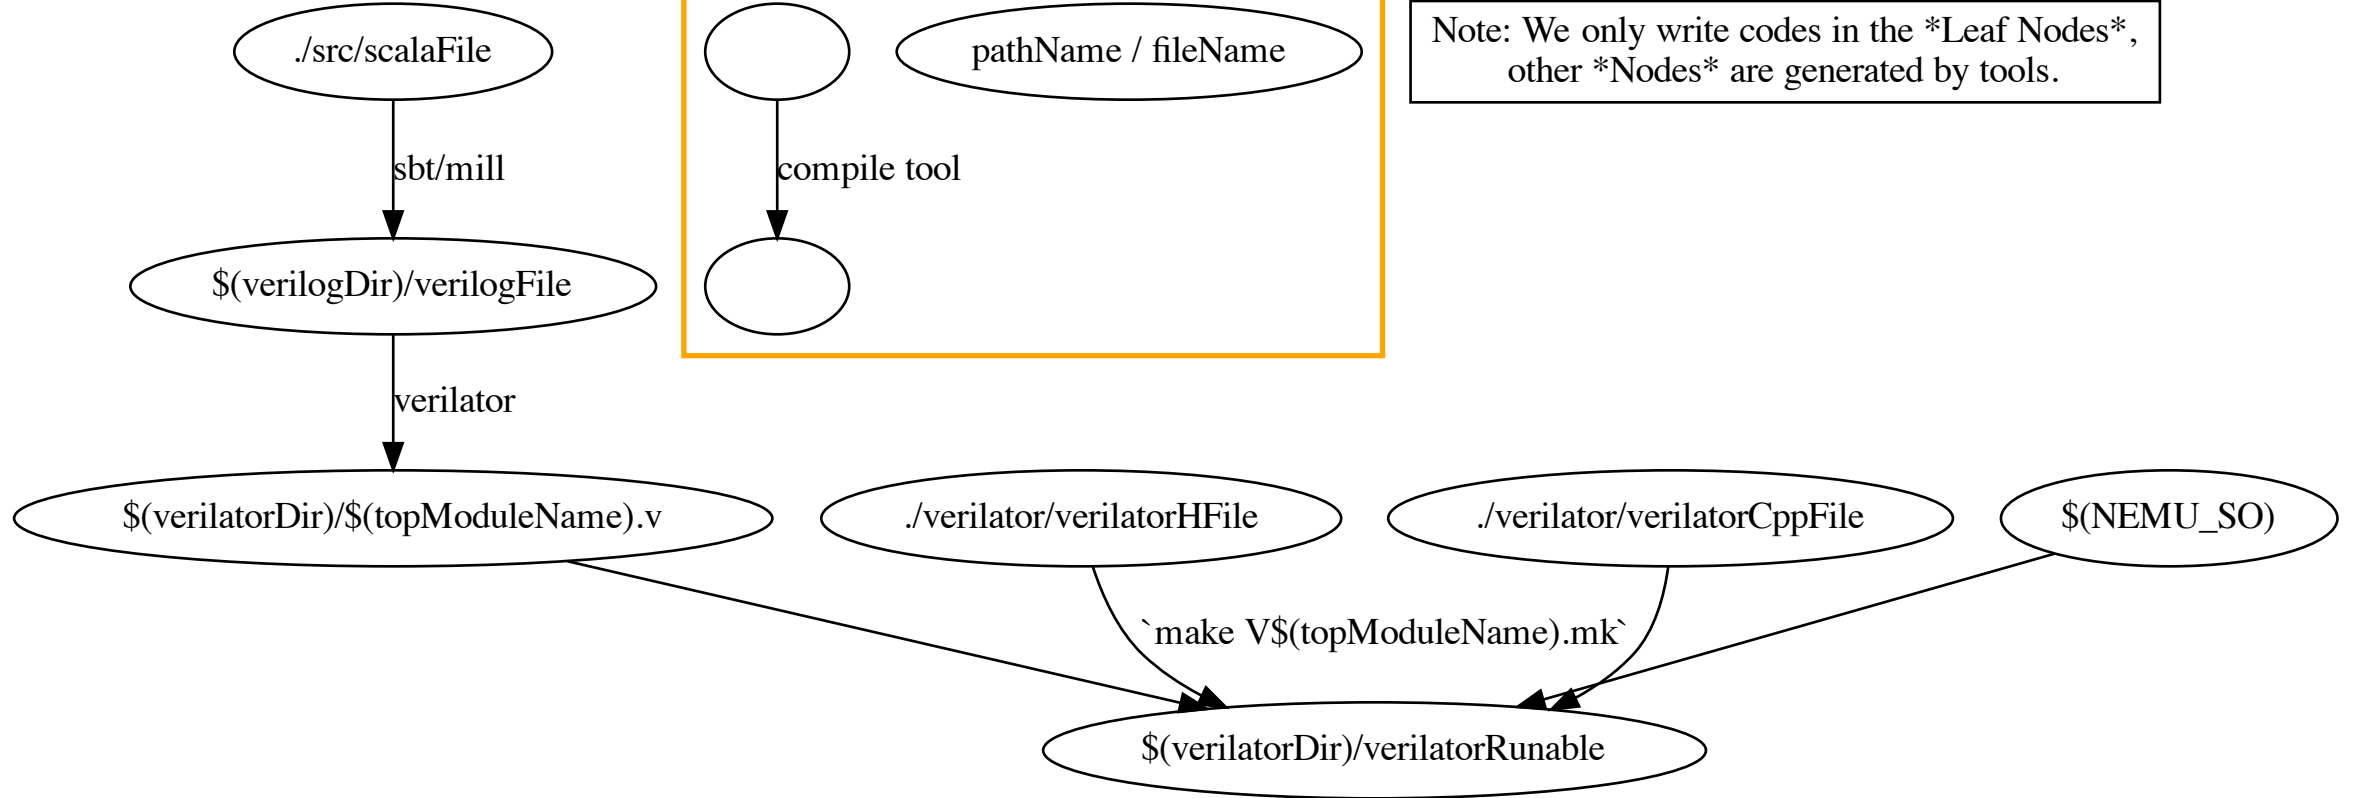 ./src/scalaFile
pathName / fileName
Note: We only write codes in the *Leaf Nodes*,
other *Nodes* are generated by tools.
sbt/mill
compile tool
$(verilogDir)/verilogFile
verilator
$(verilatorDir)/$(topModuleName).v
./verilator/verilatorHFile
./verilator/verilatorCppFile
$(NEMU_SO)
`make V$(topModuleName).mk`
$(verilatorDir)/verilatorRunable